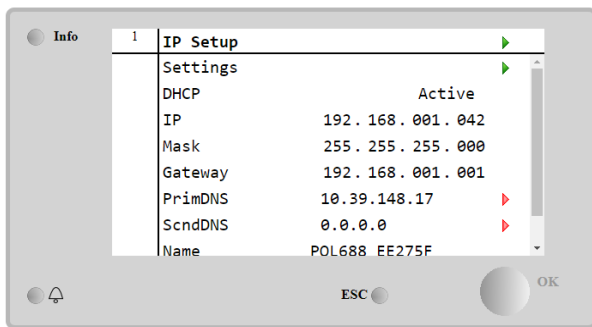 Info
1 IP Setup
Settings
DHCP Active
IP 192.168.001.042
Mask 255.255.255.000
Gateway 192.168.001.001
PrimDNS 10.39.148.17
ScndDNS 0.0.0.0
Name POL688_EE275F
ESC
OK